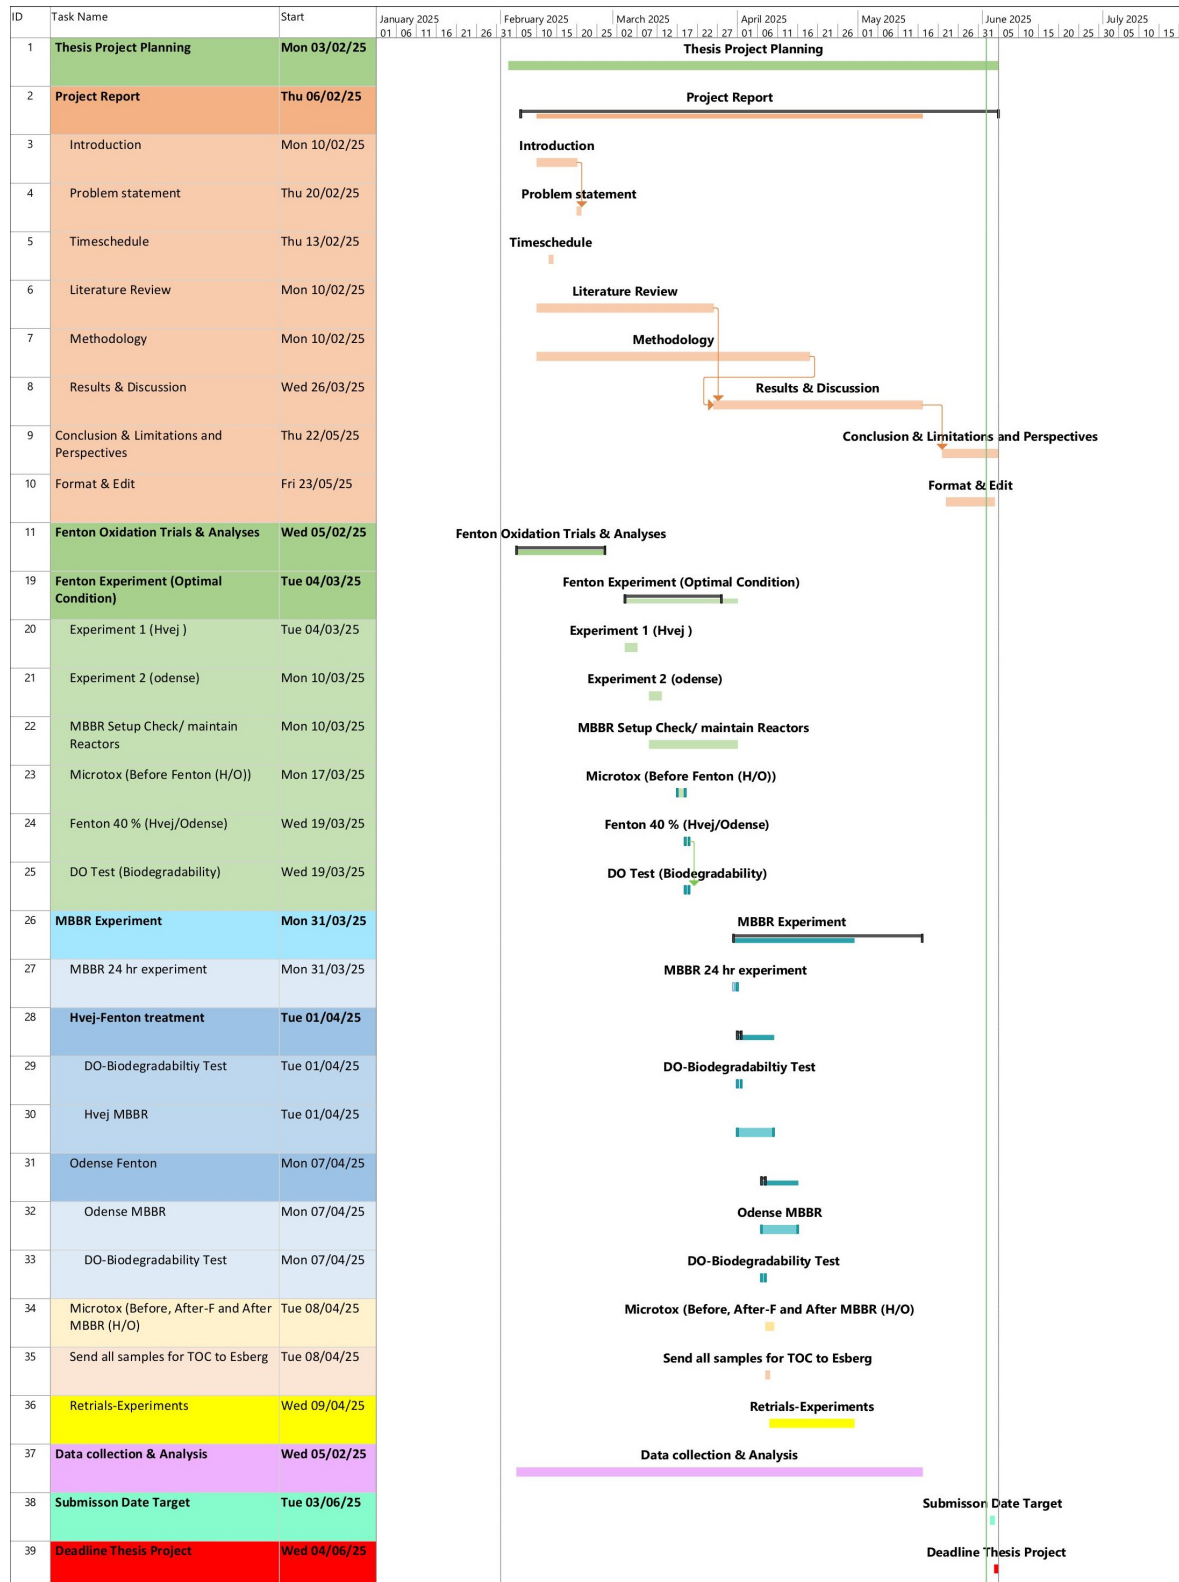 ID Task Name Start January 2025 February 2025 March 2025 April 2025 May 2025 June 2025 July 2025
01 06 11 16 21 26 31 05 10 15 20 25 02 07 12 17 22 27 01 06 11 16 21 26 01 06 11 16 21 26 31 05 10 15 20 25 30 05 10 15
1 Thesis Project Planning Mon 03/02/25 Thesis Project Planning
2 Project Report Thu 06/02/25 Project Report
3 Introduction Mon 10/02/25 Introduction
4 Problem statement Thu 20/02/25 Problem statement
5 Timeschedule Thu 13/02/25 Timeschedule
6 Literature Review Mon 10/02/25 Literature Review
7 Methodology Mon 10/02/25 Methodology
8 Results & Discussion Wed 26/03/25 Results & Discussion
9 Conclusion & Limitations and Thu 22/05/25 Conclusion & Limitations and Perspectives
Perspectives
10 Format & Edit Fri 23/05/25 Format & Edit
11 Fenton Oxidation Trials & Analyses Wed 05/02/25 Fenton Oxidation Trials & Analyses
19 Fenton Experiment (Optimal Tue 04/03/25 Fenton Experiment (Optimal Condition)
Condition)
20 Experiment 1 (Hvej ) Tue 04/03/25 Experiment 1 (Hvej )
21 Experiment 2 (odense) Mon 10/03/25 Experiment 2 (odense)
22 MBBR Setup Check/ maintain Mon 10/03/25 MBBR Setup Check/ maintain Reactors
Reactors
23 Microtox (Before Fenton (H/O)) Mon 17/03/25 Microtox (Before Fenton (H/O))
24 Fenton 40 % (Hvej/Odense) Wed 19/03/25 Fenton 40 % (Hvej/Odense)
25 DO Test (Biodegradability) Wed 19/03/25 DO Test (Biodegradability)
26 MBBR Experiment Mon 31/03/25 MBBR Experiment
27 MBBR 24 hr experiment Mon 31/03/25 MBBR 24 hr experiment
28 Hvej-Fenton treatment Tue 01/04/25
29 DO-Biodegradabiltiy Test Tue 01/04/25 DO-Biodegradabiltiy Test
30 Hvej MBBR Tue 01/04/25
31 Odense Fenton Mon 07/04/25
32 Odense MBBR Mon 07/04/25 Odense MBBR
33 DO-Biodegradability Test Mon 07/04/25 DO-Biodegradability Test
34 Microtox (Before, After-F and After Tue 08/04/25 Microtox (Before, After-F and After MBBR (H/O)
MBBR (H/O)
35 Send all samples for TOC to Esberg Tue 08/04/25 Send all samples for TOC to Esberg
36 Retrials-Experiments Wed 09/04/25 Retrials-Experiments
37 Data collection & Analysis Wed 05/02/25 Data collection & Analysis
38 Submisson Date Target Tue 03/06/25 Submisson Date Target
39 Deadline Thesis Project Wed 04/06/25 Deadline Thesis Project